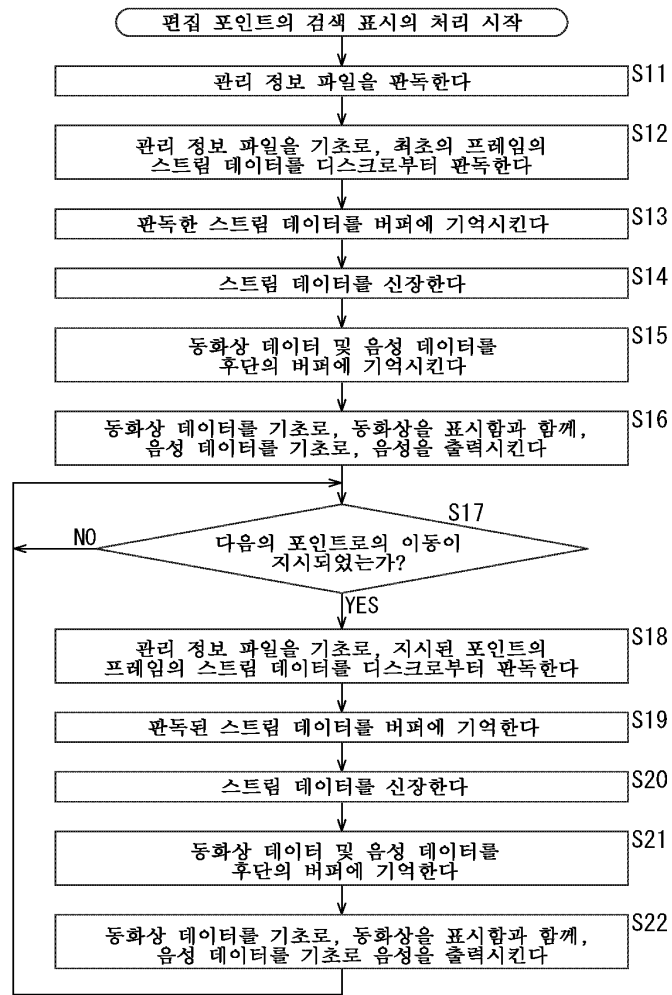 편집 포인트의 검색 표시의 처리 시작
S11
관리 정보 파일을 판독한다
S12
관리 정보 파일을 기초로, 최초의 프레임의
스트림 데이터를 디스크로부터 판독한다
S13
판독한 스트림 데이터를 버퍼에 기억시킨다
S14
스트림 데이터를 신장한다
S15
동화상 데이터 및 음성 데이터를
후단의 버퍼에 기억시킨다
S16
동화상 데이터를 기초로, 동화상을 표시함과 함께,
음성 데이터를 기초로, 음성을 출력시킨다
S17
NO
다음의 포인트로의 이동이
지시되었는가?
YES
S18
관리 정보 파일을 기초로, 지시된 포인트의
프레임의 스트림 데이터를 디스크로부터 판독한다
S19
판독된 스트림 데이터를 버퍼에 기억한다
S20
스트림 데이터를 신장한다
S21
동화상 데이터 및 음성 데이터를
후단의 버퍼에 기억한다
S22
동화상 데이터를 기초로, 동화상을 표시함과 함께,
음성 데이터를 기초로 음성을 출력시킨다